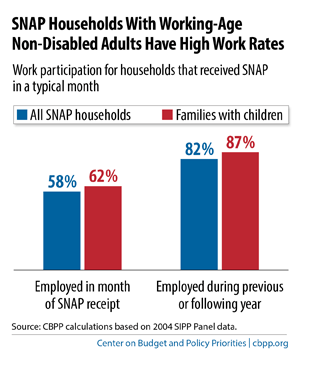 SNAP Households With Working-Age
Non-Disabled Adults Have High Work Rates
Work participation for households that received SNAP
in a typical month
All SNAP households Families with children
58% 62% 82% 87%
Employed in month
of SNAP receipt
Employed during previous
or following year
Source: CBPP calculations based on 2004 SIPP Panel data.
Center on Budget and Policy Priorities | cbpp.org